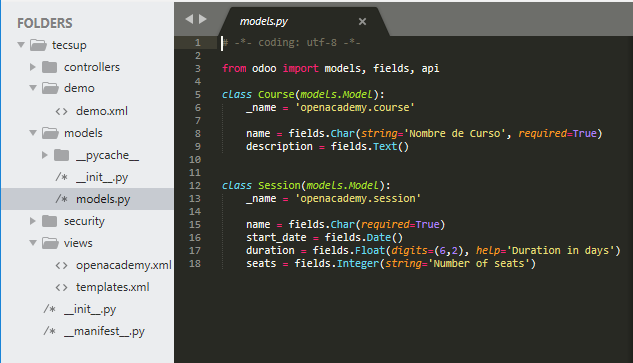 FOLDERS
tecsup
controllers
demo
<> demo.xml
models
__pycache__
/* __init__.py
/* models.py
security
views
<> openacademy.xml
<> templates.xml
/* __init__.py
/* __manifest__.py
models.py ×
1 # -*- coding: utf-8 -*-
2
3 from odoo import models, fields, api
4
5 class Course(models.Model):
6     _name = 'openacademy.course'
7
8     name = fields.Char(string='Nombre de Curso', required=True)
9     description = fields.Text()
10
11
12 class Session(models.Model):
13     _name = 'openacademy.session'
14
15     name = fields.Char(required=True)
16     start_date = fields.Date()
17     duration = fields.Float(digits=(6,2), help='Duration in days')
18     seats = fields.Integer(string='Number of seats')